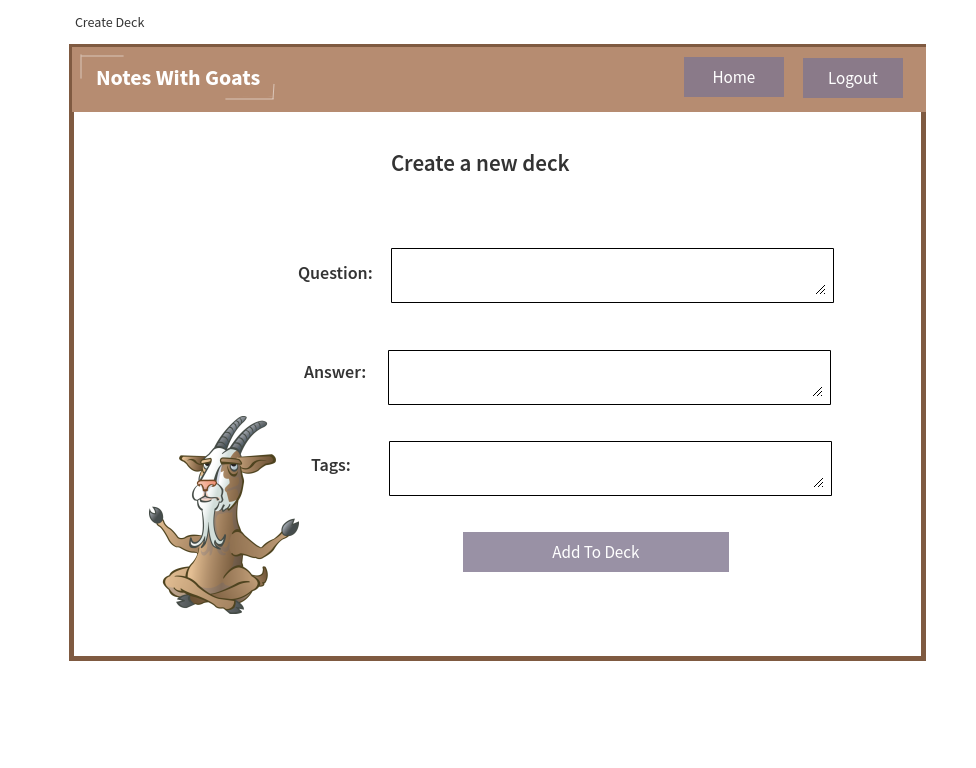 Create Deck
Notes With Goats
Home
Logout
Create a new deck
Question:
Answer:
Tags:
Add To Deck